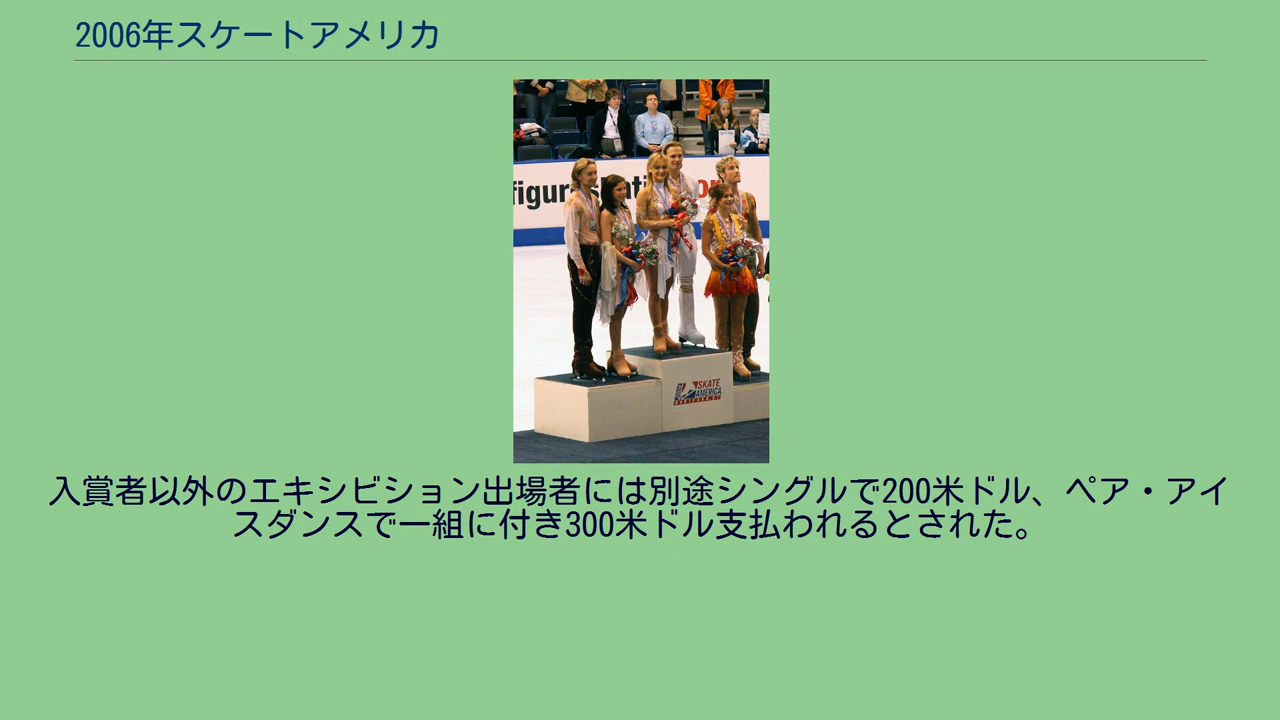 2006年スケートアメリカ
figur
SKATE
AMERICA
入賞者以外のエキシビション出場者には別途シングルで200米ドル、ペア・アイ
スダンスで一組に付き300米ドル支払われるとされた。